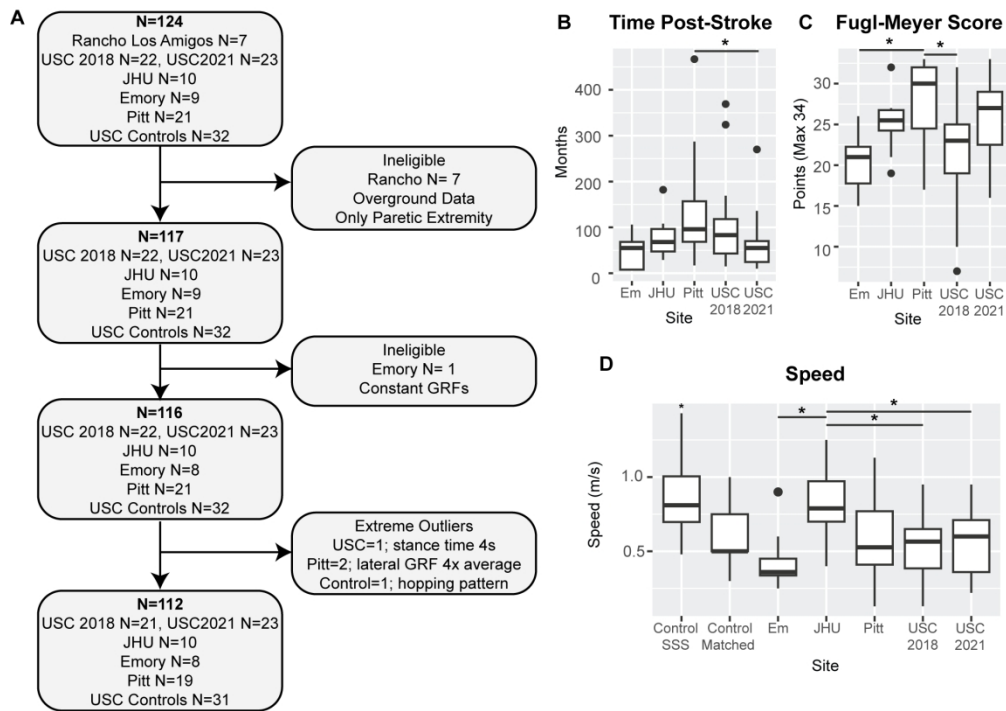 A
N=124
Rancho Los Amigos N=7
USC 2018 N=22, USC2021 N=23
JHU N=10
Emory N=9
Pitt N=21
USC Controls N=32
Ineligible
Rancho N= 7
Overground Data
Only Paretic Extremity
N=117
USC 2018 N=22, USC2021 N=23
JHU N=10
Emory N=9
Pitt N=21
USC Controls N=32
Ineligible
Emory N= 1
Constant GRFs
N=116
USC 2018 N=22, USC2021 N=23
JHU N=10
Emory N=8
Pitt N=21
USC Controls N=32
Extreme Outliers
USC=1; stance time 4s
Pitt=2; lateral GRF 4x average
Control=1; hopping pattern
N=112
USC 2018 N=21, USC2021 N=23
JHU N=10
Emory N=8
Pitt N=19
USC Controls N=31
B
Time Post-Stroke
*
Months
400
300
200
100
0
Em JHU Pitt USC 2018 USC 2021
Site
C
Fugl-Meyer Score
* *
Points (Max 34)
30
25
20
15
10
Em JHU Pitt USC 2018 USC 2021
Site
D
Speed
* * * *
Speed (m/s)
1.0
0.5
Control SSS Control Matched Em JHU Pitt USC 2018 USC 2021
Site